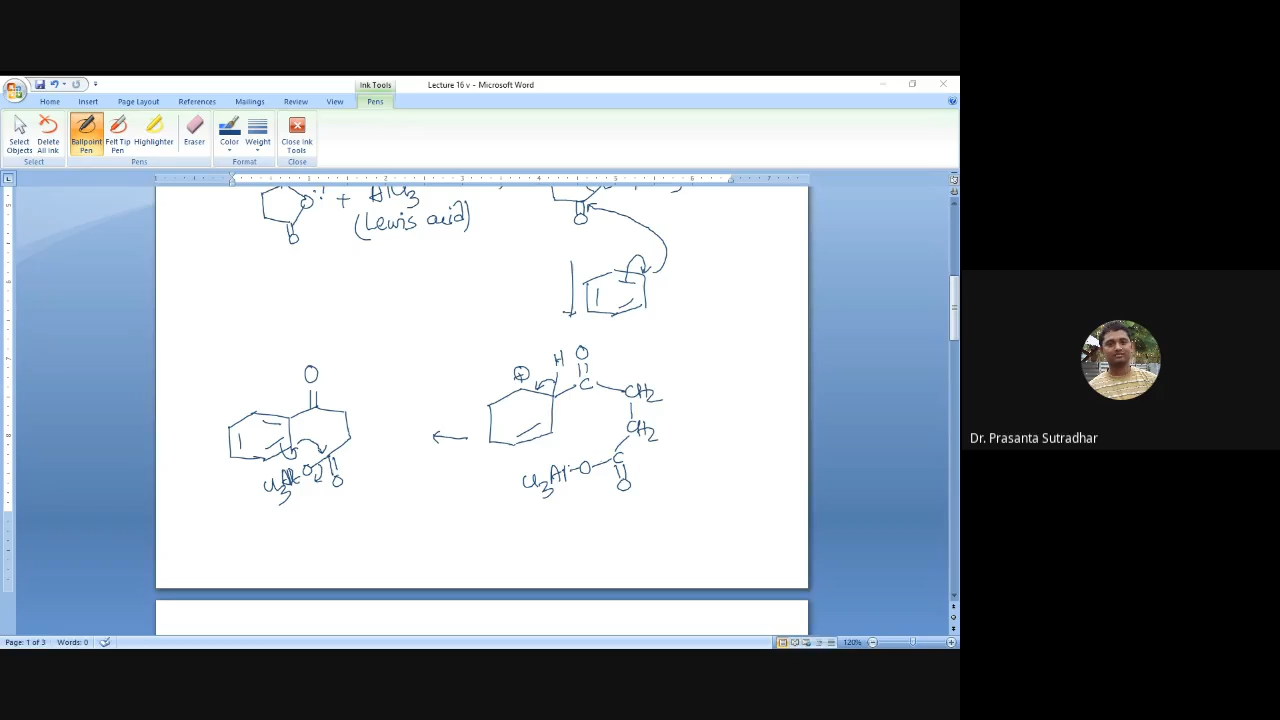 Ink Tools
Lecture 16 v - Microsoft Word
Home Insert Page Layout References Mailings Review View Pens
Select Objects
Delete All Ink
Ballpoint Pen
Felt Tip Pen
Highlighter
Eraser
Color
Weight
Close Ink Tools
Select
Pens
Format
Close
O + AlCl3
(Lewis acid)
O
O
H O
⊕ C CH2
CH2
C
Cl3Al-O
O
O
Cl3Al O
O
Dr. Prasanta Sutradhar
Page: 1 of 3 Words: 0
120%